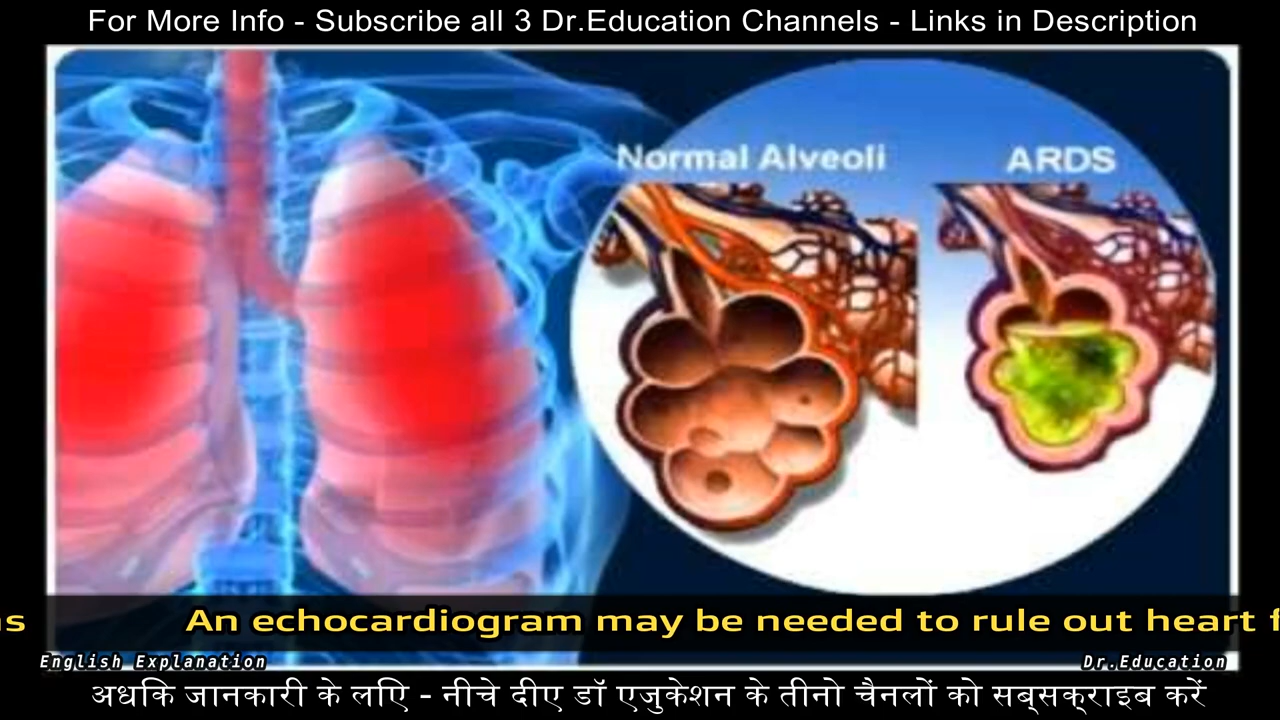 For More Info - Subscribe all 3 Dr.Education Channels - Links in Description
Normal Alveoli
ARDS
An echocardiogram may be needed to rule out heart
English Explanation
Dr.Education
अधकि जानकारी के लएि - नीचे दीए डॉ एजुकेशन के तीनो चैनलों को सब्सक्राइब करें